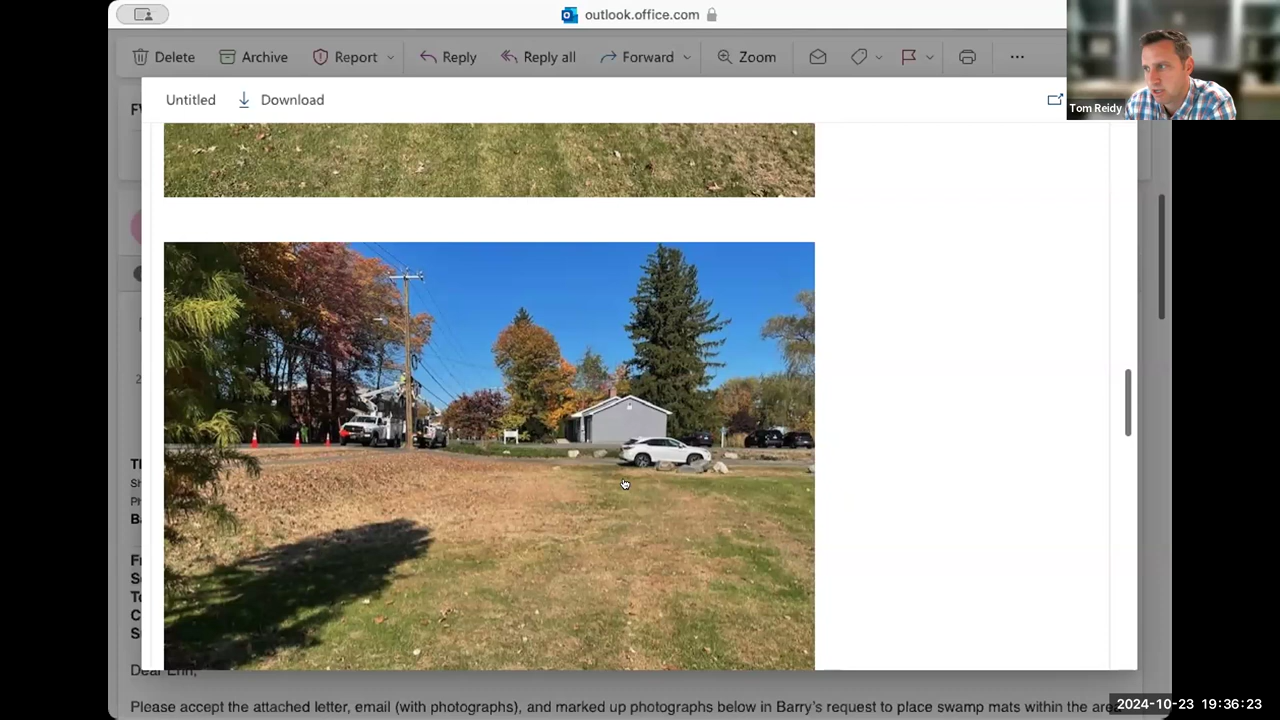 outlook.office.com
Delete Archive Report Reply Reply all Forward Zoom
Untitled Download
Tom Reidy
Dear Erin,
Please accept the attached letter, email (with photographs), and marked up photographs below in Barry's request to place swamp mats within the area
2024-10-23 19:36:23